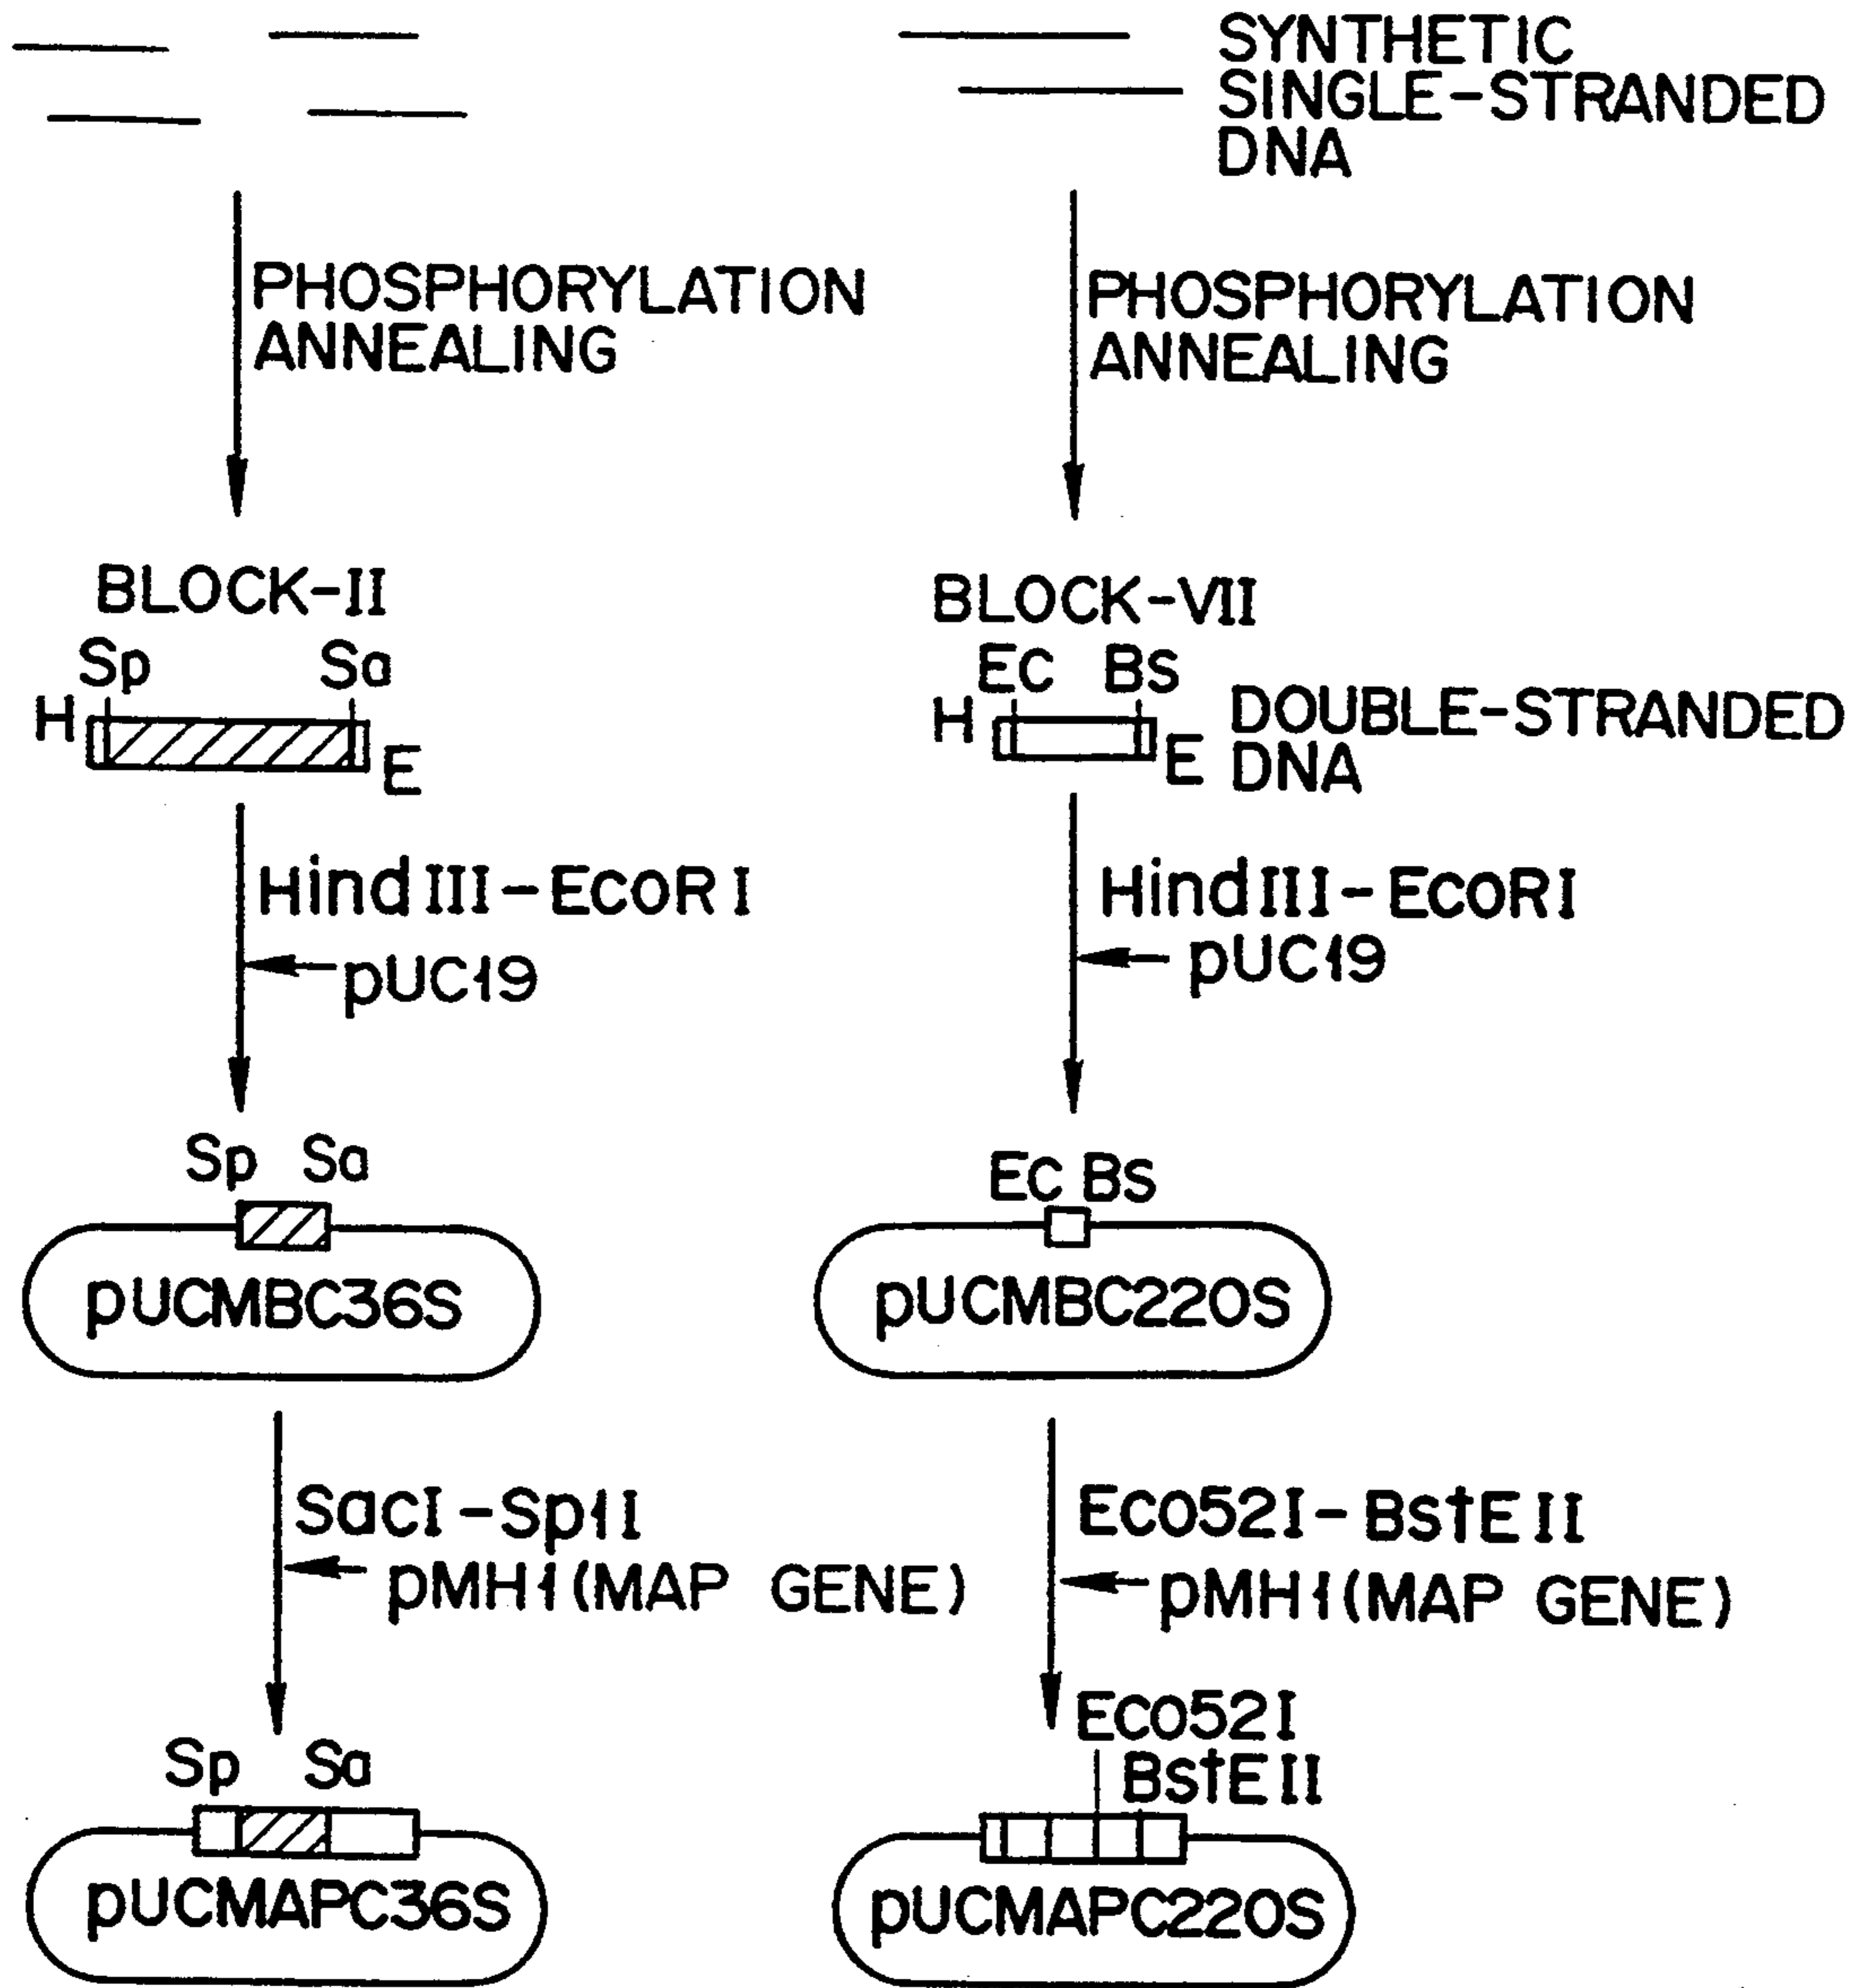 SYNTHETIC
SINGLE-STRANDED
DNA
PHOSPHORYLATION
ANNEALING
PHOSPHORYLATION
ANNEALING
BLOCK-II
Sp Sa
H
E
BLOCK-VII
EC BS
H
E
DOUBLE-STRANDED
DNA
HindIII-ECORI
pUC19
HindIII-ECORI
pUC19
Sp Sa
pUCMBC36S
EC BS
pUCMBC220S
SacI-Sp1I
pMH1(MAP GENE)
ECO52I-BstEII
pMH1(MAP GENE)
Sp Sa
pUCMAPC36S
ECO52I
BstEII
pUCMAPC220S